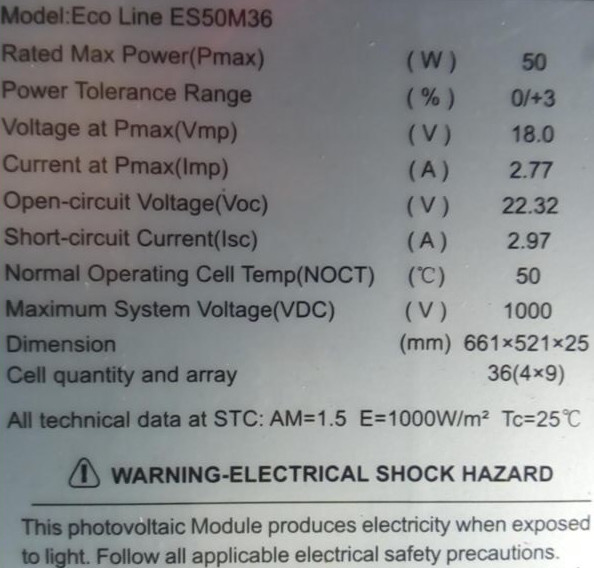 Model:Eco Line ES50M36
Rated Max Power(Pmax) (W) 50
Power Tolerance Range (%) 0/+3
Voltage at Pmax(Vmp) (V) 18.0
Current at Pmax(Imp) (A) 2.77
Open-circuit Voltage(Voc) (V) 22.32
Short-circuit Current(Isc) (A) 2.97
Normal Operating Cell Temp(NOCT) (℃) 50
Maximum System Voltage(VDC) (V) 1000
Dimension (mm) 661×521×25
Cell quantity and array 36(4×9)
All technical data at STC: AM=1.5 E=1000W/m² Tc=25℃
WARNING-ELECTRICAL SHOCK HAZARD
This photovoltaic Module produces electricity when exposed
to light. Follow all applicable electrical safety precautions.